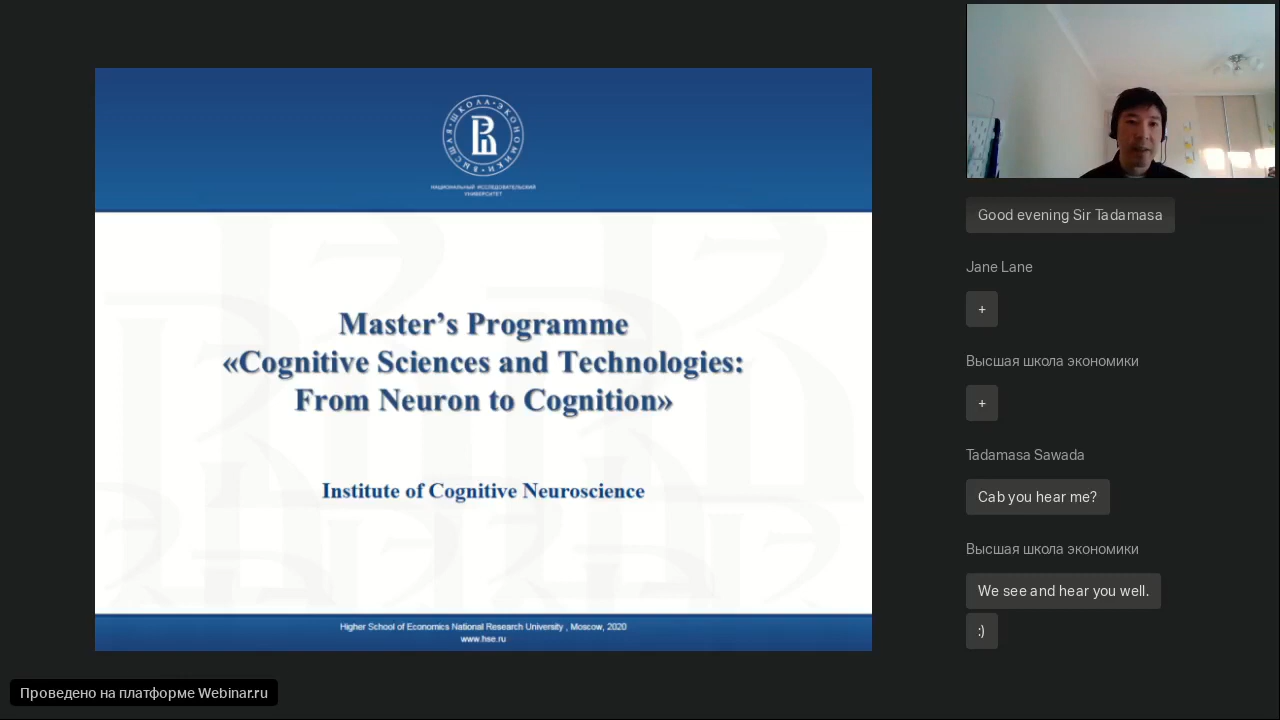 ВЫСШАЯ • ШКОЛА • ЭКОНОМИКИ
НАЦИОНАЛЬНЫЙ ИССЛЕДОВАТЕЛЬСКИЙ
УНИВЕРСИТЕТ
Master’s Programme
«Cognitive Sciences and Technologies:
From Neuron to Cognition»
Institute of Cognitive Neuroscience
Higher School of Economics National Research University , Moscow, 2020
www.hse.ru
Good evening Sir Tadamasa
Jane Lane
+
Высшая школа экономики
+
Tadamasa Sawada
Cab you hear me?
Высшая школа экономики
We see and hear you well.
:)
Проведено на платформе Webinar.ru